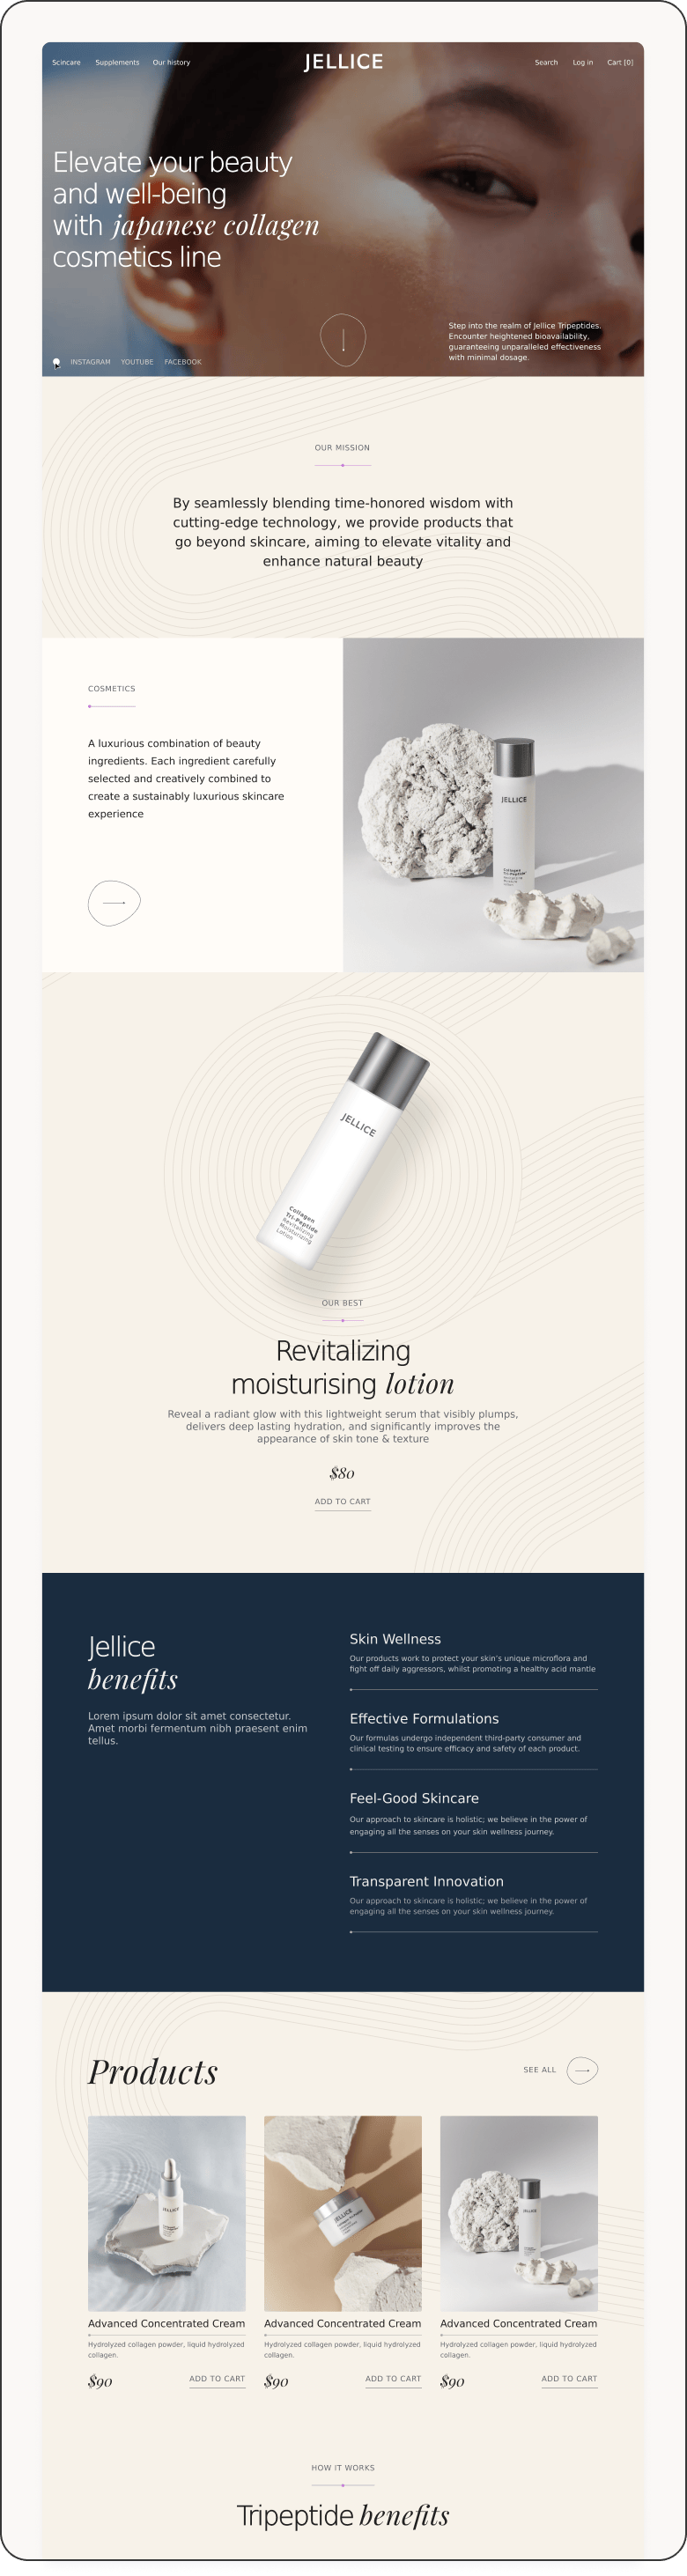 Scincare Supplements Our history JELLICE Search Log in Cart [0]
Elevate your beauty
and well-being
with japanese collagen
cosmetics line
Step into the realm of Jellice Tripeptides.
Encounter heightened bioavailability,
guaranteeing unparalleled effectiveness
with minimal dosage.
INSTAGRAM YOUTUBE FACEBOOK
OUR MISSION
By seamlessly blending time-honored wisdom with
cutting-edge technology, we provide products that
go beyond skincare, aiming to elevate vitality and
enhance natural beauty
COSMETICS
A luxurious combination of beauty
ingredients. Each ingredient carefully
selected and creatively combined to
create a sustainably luxurious skincare
experience
JELLICE
Collagen
Tri-Peptide
JELLICE
Collagen
Tri-Peptide
Revitalizing
Moisturizing
Lotion
OUR BEST
Revitalizing
moisturising lotion
Reveal a radiant glow with this lightweight serum that visibly plumps,
delivers deep lasting hydration, and significantly improves the
appearance of skin tone & texture
$80
ADD TO CART
Jellice
benefits
Lorem ipsum dolor sit amet consectetur.
Amet morbi fermentum nibh praesent enim
tellus.
Skin Wellness
Our products work to protect your skin's unique microflora and
fight off daily aggressors, whilst promoting a healthy acid mantle
Effective Formulations
Our formulas undergo independent third-party consumer and
clinical testing to ensure efficacy and safety of each product.
Feel-Good Skincare
Our approach to skincare is holistic; we believe in the power of
engaging all the senses on your skin wellness journey.
Transparent Innovation
Our approach to skincare is holistic; we believe in the power of
engaging all the senses on your skin wellness journey.
Products
SEE ALL
JELLICE
JELLICE
JELLICE
Advanced Concentrated Cream
Hydrolyzed collagen powder, liquid hydrolyzed
collagen.
$90 ADD TO CART
Advanced Concentrated Cream
Hydrolyzed collagen powder, liquid hydrolyzed
collagen.
$90 ADD TO CART
Advanced Concentrated Cream
Hydrolyzed collagen powder, liquid hydrolyzed
collagen.
$90 ADD TO CART
HOW IT WORKS
Tripeptide benefits